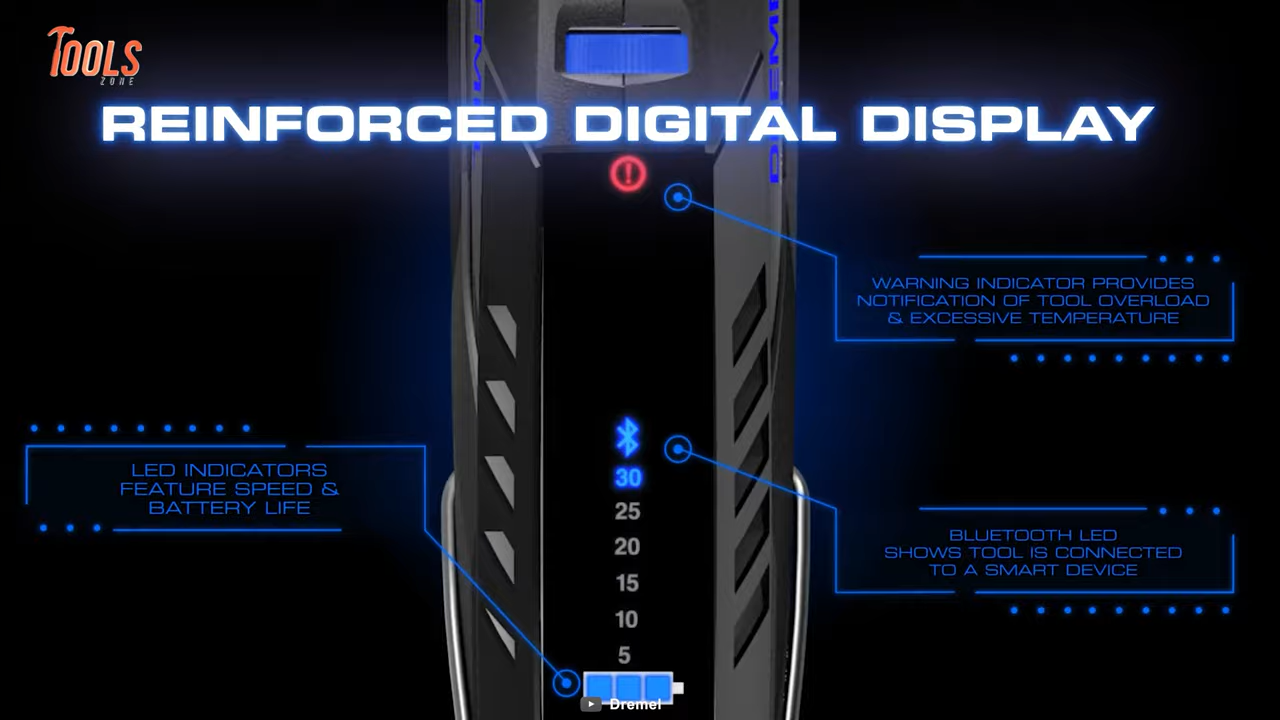 TOOLS
ZONE
REINFORCED DIGITAL DISPLAY
WARNING INDICATOR PROVIDES
NOTIFICATION OF TOOL OVERLOAD
& EXCESSIVE TEMPERATURE
LED INDICATORS
FEATURE SPEED &
BATTERY LIFE
30
25
20
15
10
5
BLUETOOTH LED
SHOWS TOOL IS CONNECTED
TO A SMART DEVICE
Dremel